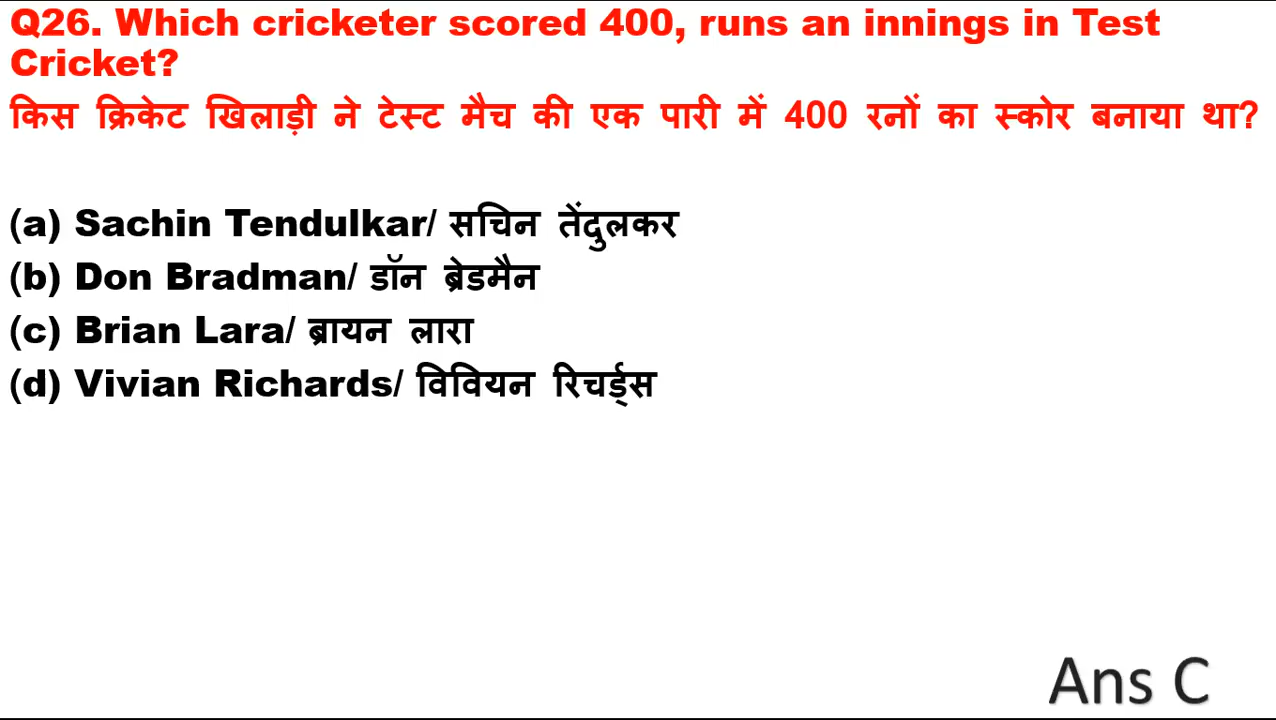 Q26. Which cricketer scored 400, runs an innings in Test
Cricket?
किस क्रिकेट खिलाड़ी ने टेस्ट मैच की एक पारी में 400 रनों का स्कोर बनाया था?
(a) Sachin Tendulkar/ सचिन तेंदुलकर
(b) Don Bradman/ डॉन ब्रेडमैन
(c) Brian Lara/ ब्रायन लारा
(d) Vivian Richards/ विवियन रिचर्ड्स
Ans C